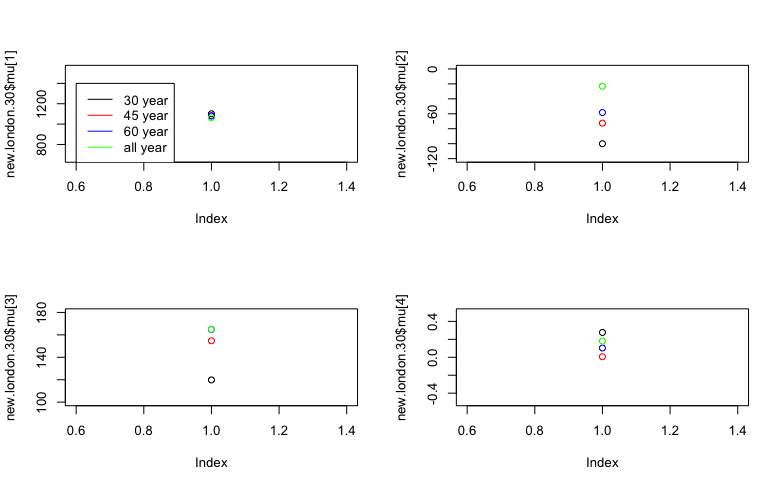 new.london.30$mu[1]
1200
800
30 year
45 year
60 year
all year
0.6 0.8 1.0 1.2 1.4
Index
new.london.30$mu[2]
0
-60
-120
0.6 0.8 1.0 1.2 1.4
Index
new.london.30$mu[3]
180
140
100
0.6 0.8 1.0 1.2 1.4
Index
new.london.30$mu[4]
0.4
0.0
-0.4
0.6 0.8 1.0 1.2 1.4
Index